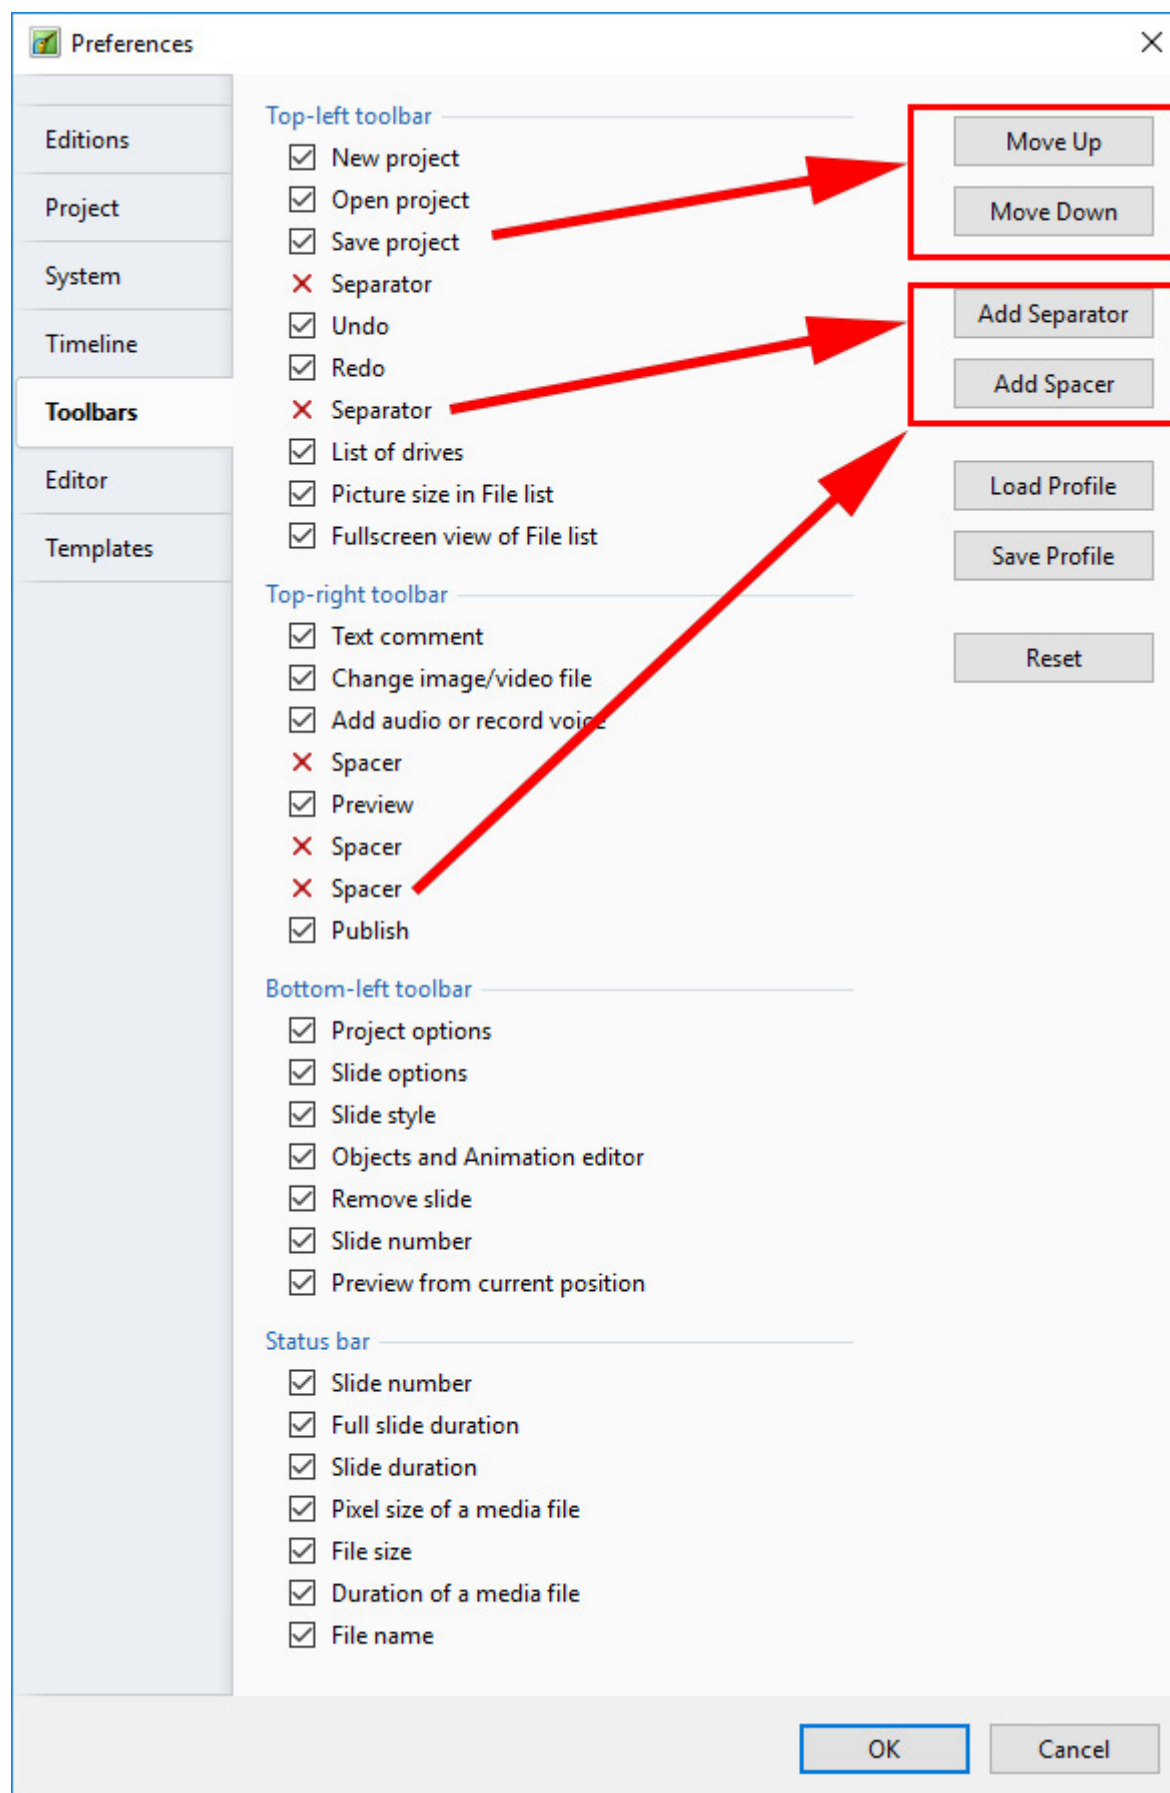 Preferences
Editions
Project
System
Timeline
Toolbars
Editor
Templates
Top-left toolbar
New project
Open project
Save project
Separator
Undo
Redo
Separator
List of drives
Picture size in File list
Fullscreen view of File list
Top-right toolbar
Text comment
Change image/video file
Add audio or record voice
Spacer
Preview
Spacer
Spacer
Publish
Bottom-left toolbar
Project options
Slide options
Slide style
Objects and Animation editor
Remove slide
Slide number
Preview from current position
Status bar
Slide number
Full slide duration
Slide duration
Pixel size of a media file
File size
Duration of a media file
File name
Move Up
Move Down
Add Separator
Add Spacer
Load Profile
Save Profile
Reset
OK
Cancel